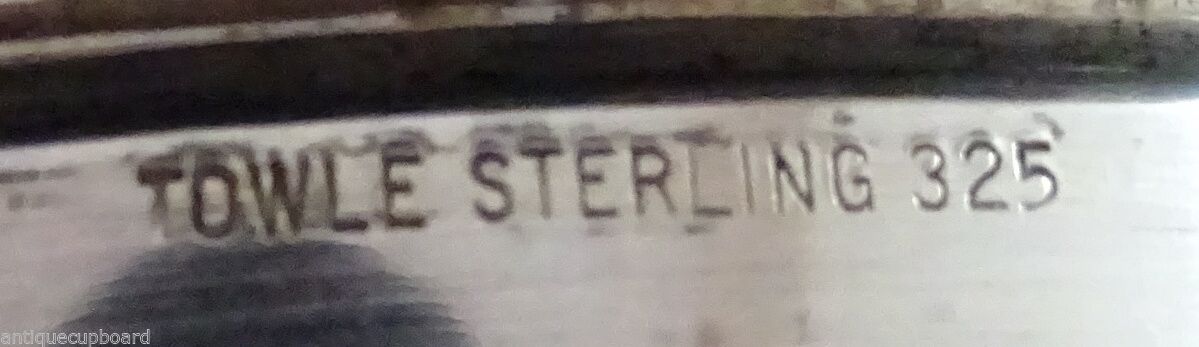 TOWLE STERLING 325
antiquecupboard